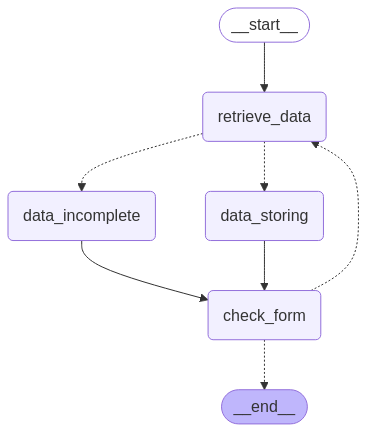 __start__
retrieve_data
data_incomplete
data_storing
check_form
__end__